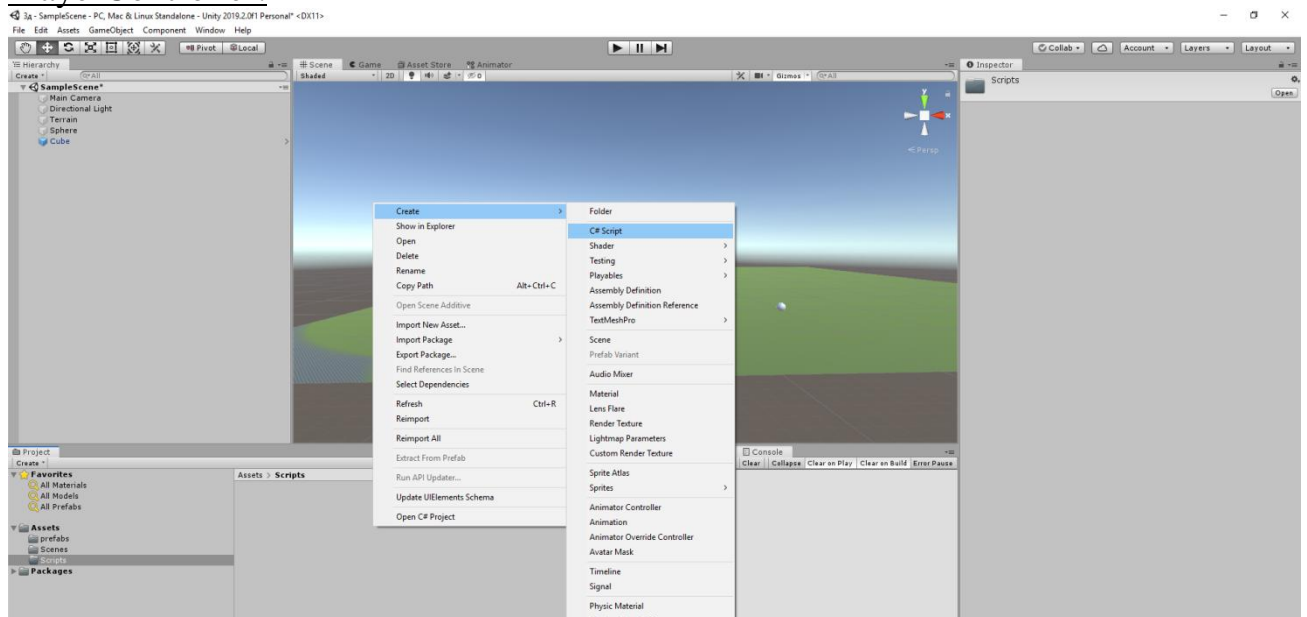 3д - SampleScene - PC, Mac & Linux Standalone - Unity 2019.2.0f1 Personal* <DX11>
File Edit Assets GameObject Component Window Help
Pivot Local
Collab Account Layers Layout
Hierarchy
Create All
SampleScene*
Main Camera
Directional Light
Terrain
Sphere
Cube
Scene Game Asset Store Animator
Shaded 2D 0 Gizmos All
y
x
Persp
Inspector
Scripts
Open
Create
Show in Explorer
Open
Delete
Rename
Copy Path Alt+Ctrl+C
Open Scene Additive
Import New Asset...
Import Package
Export Package...
Find References In Scene
Select Dependencies
Refresh Ctrl+R
Reimport
Reimport All
Extract From Prefab
Run API Updater...
Update UIElements Schema
Open C# Project
Folder
C# Script
Shader
Testing
Playables
Assembly Definition
Assembly Definition Reference
TextMeshPro
Scene
Prefab Variant
Audio Mixer
Material
Lens Flare
Render Texture
Lightmap Parameters
Custom Render Texture
Sprite Atlas
Sprites
Animator Controller
Animation
Animator Override Controller
Avatar Mask
Timeline
Signal
Physic Material
Project
Create
Favorites
All Materials
All Models
All Prefabs
Assets
prefabs
Scenes
Scripts
Packages
Assets > Scripts
Console
Clear Collapse Clear on Play Clear on Build Error Pause